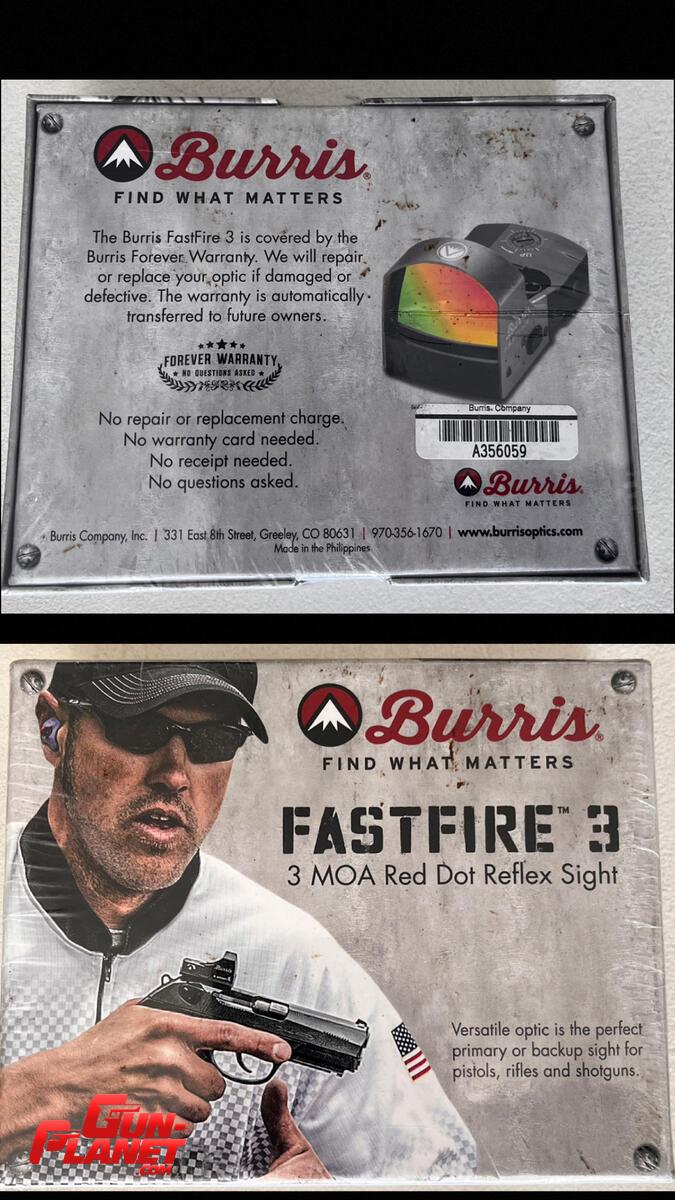 Burris®
FIND WHAT MATTERS
The Burris FastFire 3 is covered by the
Burris Forever Warranty. We will repair
or replace your optic if damaged or
defective. The warranty is automatically
transferred to future owners.
FOREVER WARRANTY
NO QUESTIONS ASKED
No repair or replacement charge.
No warranty card needed.
No receipt needed.
No questions asked.
UP
Burris Company
A356059
Burris®
FIND WHAT MATTERS
Burris Company, Inc. | 331 East 8th Street, Greeley, CO 80631 | 970-356-1670 | www.burrisoptics.com
Made in the Philippines
Burris®
FIND WHAT MATTERS
FASTFIRE™ 3
3 MOA Red Dot Reflex Sight
Burris
Versatile optic is the perfect
primary or backup sight for
pistols, rifles and shotguns.
GUN-
PLANET
.COM